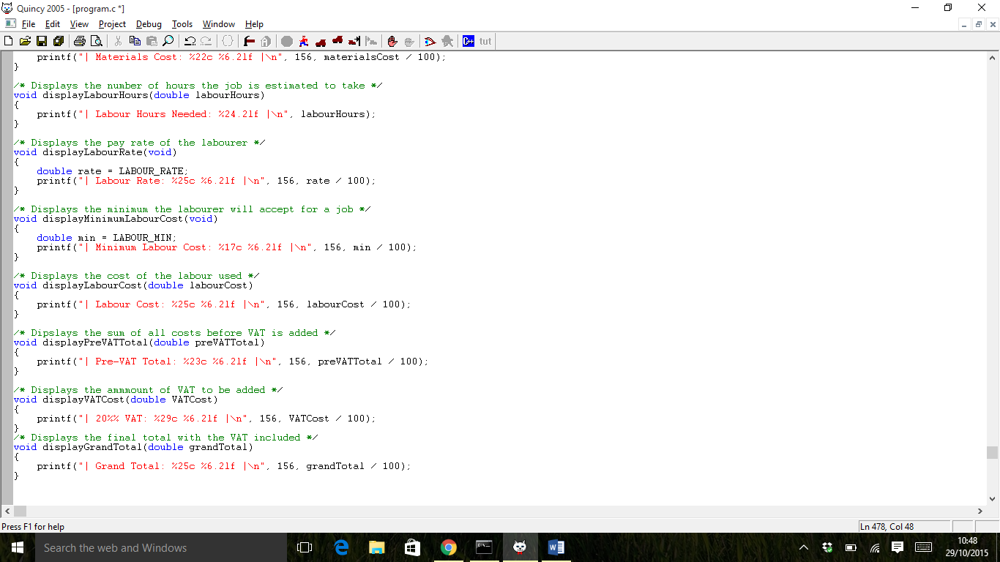 Quincy 2005 - [program.c *]
File Edit View Project Debug Tools Window Help
C++ tut
    printf("| Materials Cost: %22c %6.2lf |\n", 156, materialsCost / 100);
}

/* Displays the number of hours the job is estimated to take */
void displayLabourHours(double labourHours)
{
    printf("| Labour Hours Needed: %24.2lf |\n", labourHours);
}

/* Displays the pay rate of the labourer */
void displayLabourRate(void)
{
    double rate = LABOUR_RATE;
    printf("| Labour Rate: %25c %6.2lf |\n", 156, rate / 100);
}

/* Displays the minimum the labourer will accept for a job */
void displayMinimumLabourCost(void)
{
    double min = LABOUR_MIN;
    printf("| Minimum Labour Cost: %17c %6.2lf |\n", 156, min / 100);
}

/* Displays the cost of the labour used */
void displayLabourCost(double labourCost)
{
    printf("| Labour Cost: %25c %6.2lf |\n", 156, labourCost / 100);
}

/* Dipslays the sum of all costs before VAT is added */
void displayPreVATTotal(double preVATTotal)
{
    printf("| Pre-VAT Total: %23c %6.2lf |\n", 156, preVATTotal / 100);
}

/* Displays the ammmount of VAT to be added */
void displayVATCost(double VATCost)
{
    printf("| 20%% VAT: %29c %6.2lf |\n", 156, VATCost / 100);
}
/* Displays the final total with the VAT included */
void displayGrandTotal(double grandTotal)
{
    printf("| Grand Total: %25c %6.2lf |\n", 156, grandTotal / 100);
}
Press F1 for help
Ln 478, Col 48
Search the web and Windows
10:48
29/10/2015